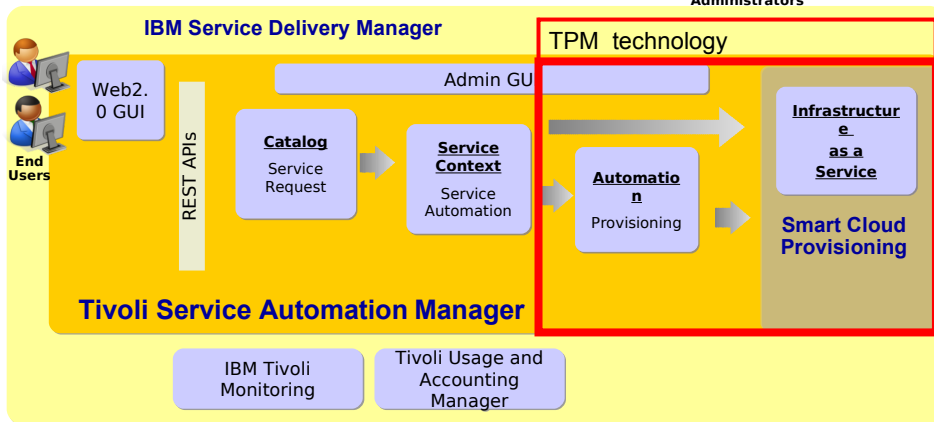 Administrators
IBM Service Delivery Manager
TPM technology
Web2.
0 GUI
Admin GU
REST APIs
Catalog
Service
Request
Service
Context
Service
Automation
Automatio
n
Provisioning
Infrastructur
e
as a
Service
Smart Cloud
Provisioning
End
Users
Tivoli Service Automation Manager
IBM Tivoli
Monitoring
Tivoli Usage and
Accounting
Manager